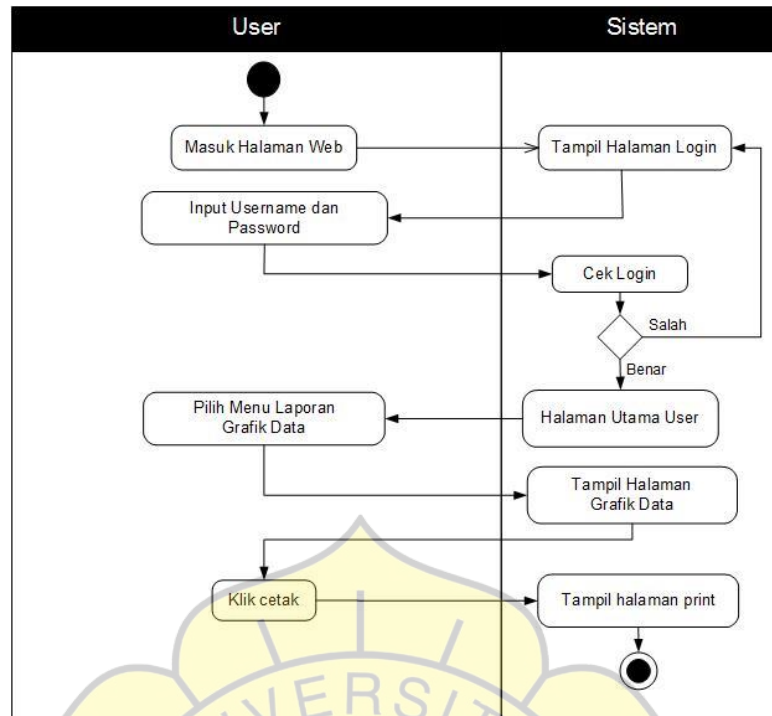 User
Sistem
Masuk Halaman Web
Tampil Halaman Login
Input Username dan
Password
Cek Login
Salah
Benar
Pilih Menu Laporan
Grafik Data
Halaman Utama User
Tampil Halaman
Grafik Data
Klik cetak
Tampil halaman print